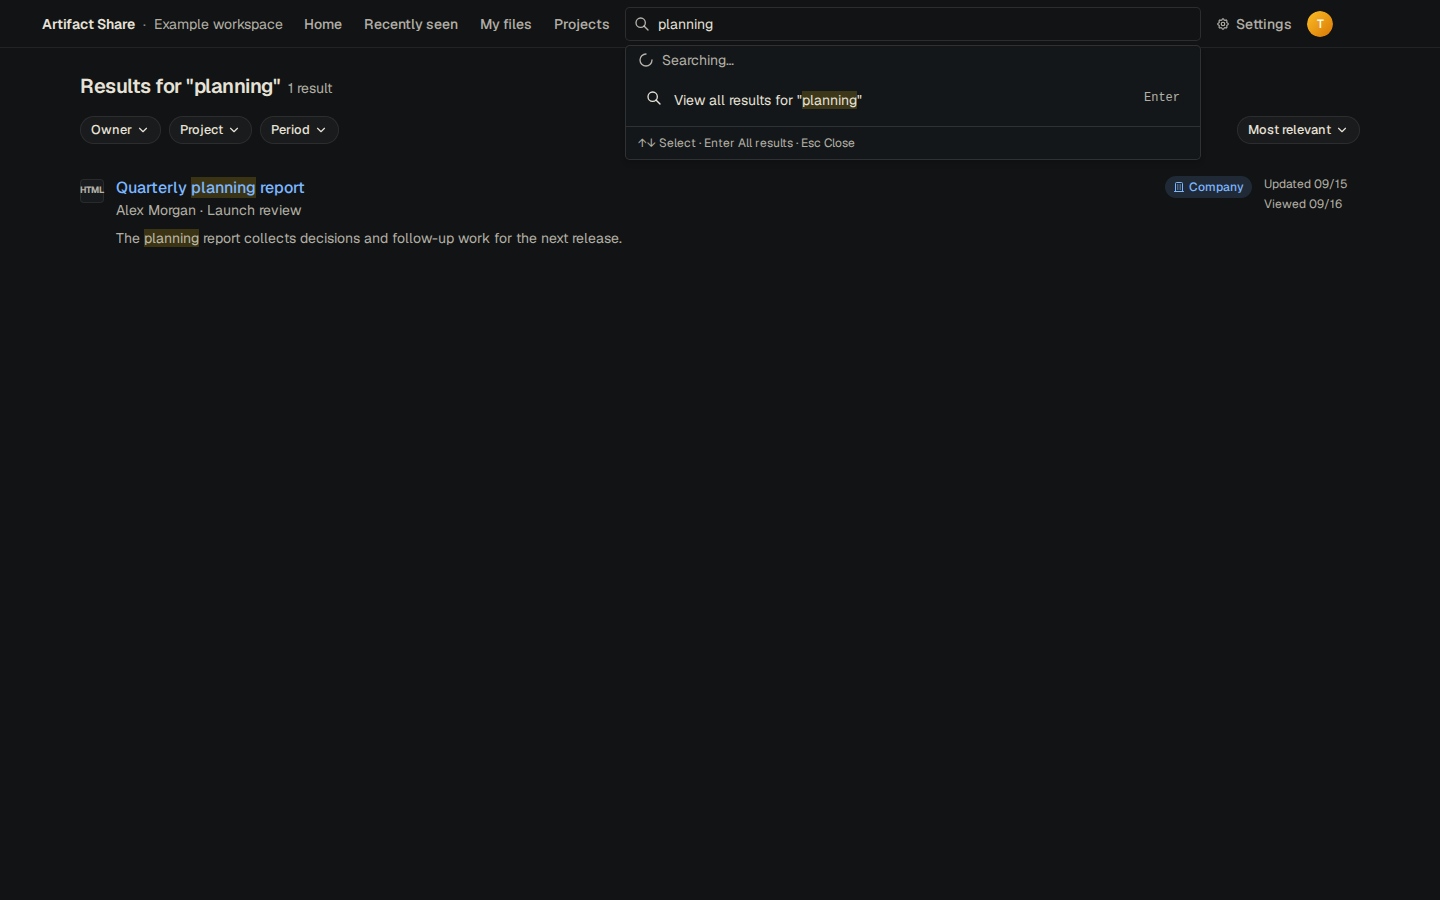 Artifact Share · Example workspace Home Recently seen My files Projects planning Settings T
Searching…
View all results for "planning" Enter
↑↓ Select · Enter All results · Esc Close
Results for "planning" 1 result
Owner Project Period Most relevant
HTML Quarterly planning report Company Updated 09/15
Alex Morgan · Launch review Viewed 09/16
The planning report collects decisions and follow-up work for the next release.